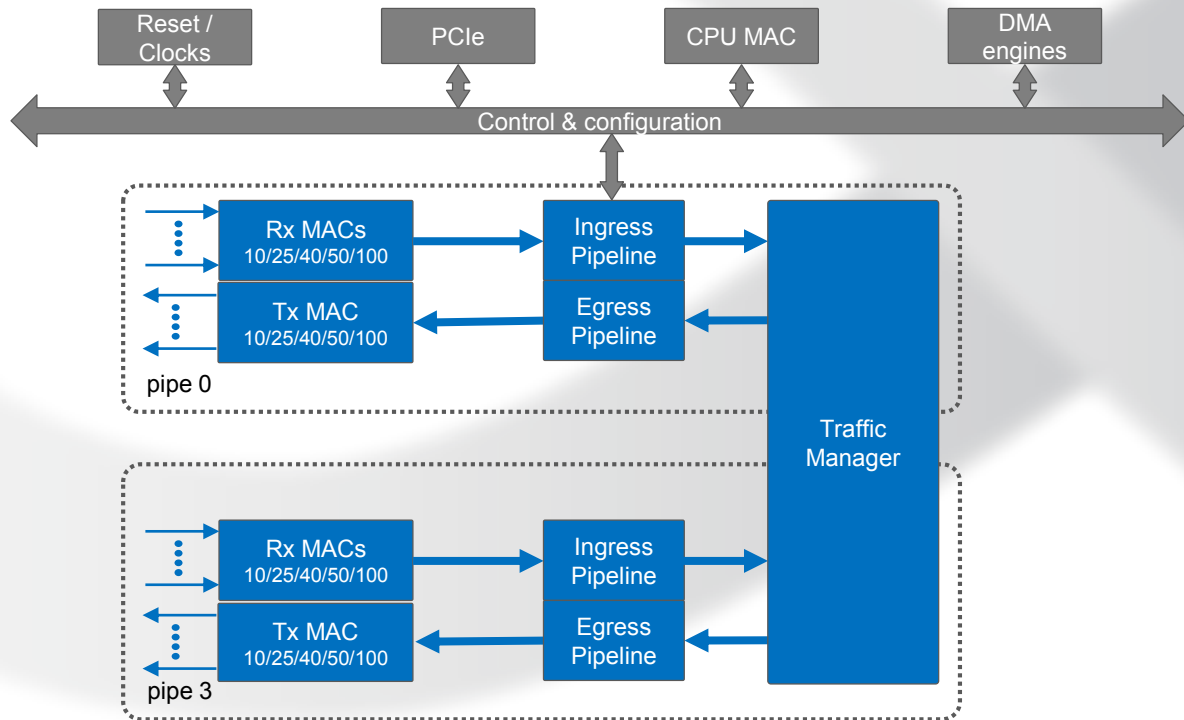 Reset /
Clocks
PCIe
CPU MAC
DMA
engines
Control & configuration
Rx MACs
10/25/40/50/100
Ingress
Pipeline
Tx MAC
10/25/40/50/100
Egress
Pipeline
pipe 0
Traffic
Manager
Rx MACs
10/25/40/50/100
Ingress
Pipeline
Tx MAC
10/25/40/50/100
Egress
Pipeline
pipe 3